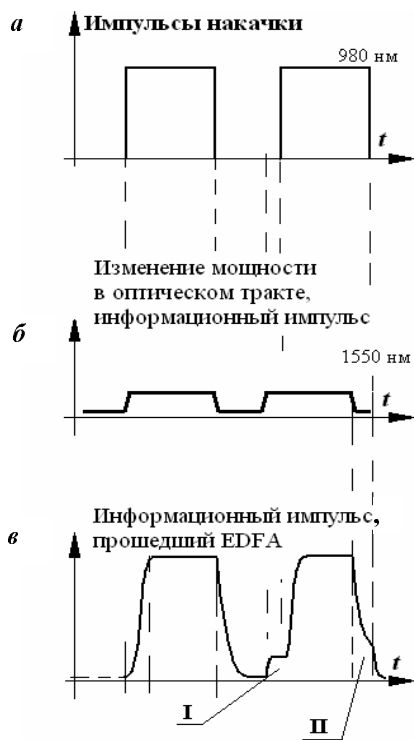 а
Импульсы накачки
980 нм
t
Изменение мощности
в оптическом тракте,
информационный импульс
б
1550 нм
t
Информационный импульс,
в
прошедший EDFA
t
I
II